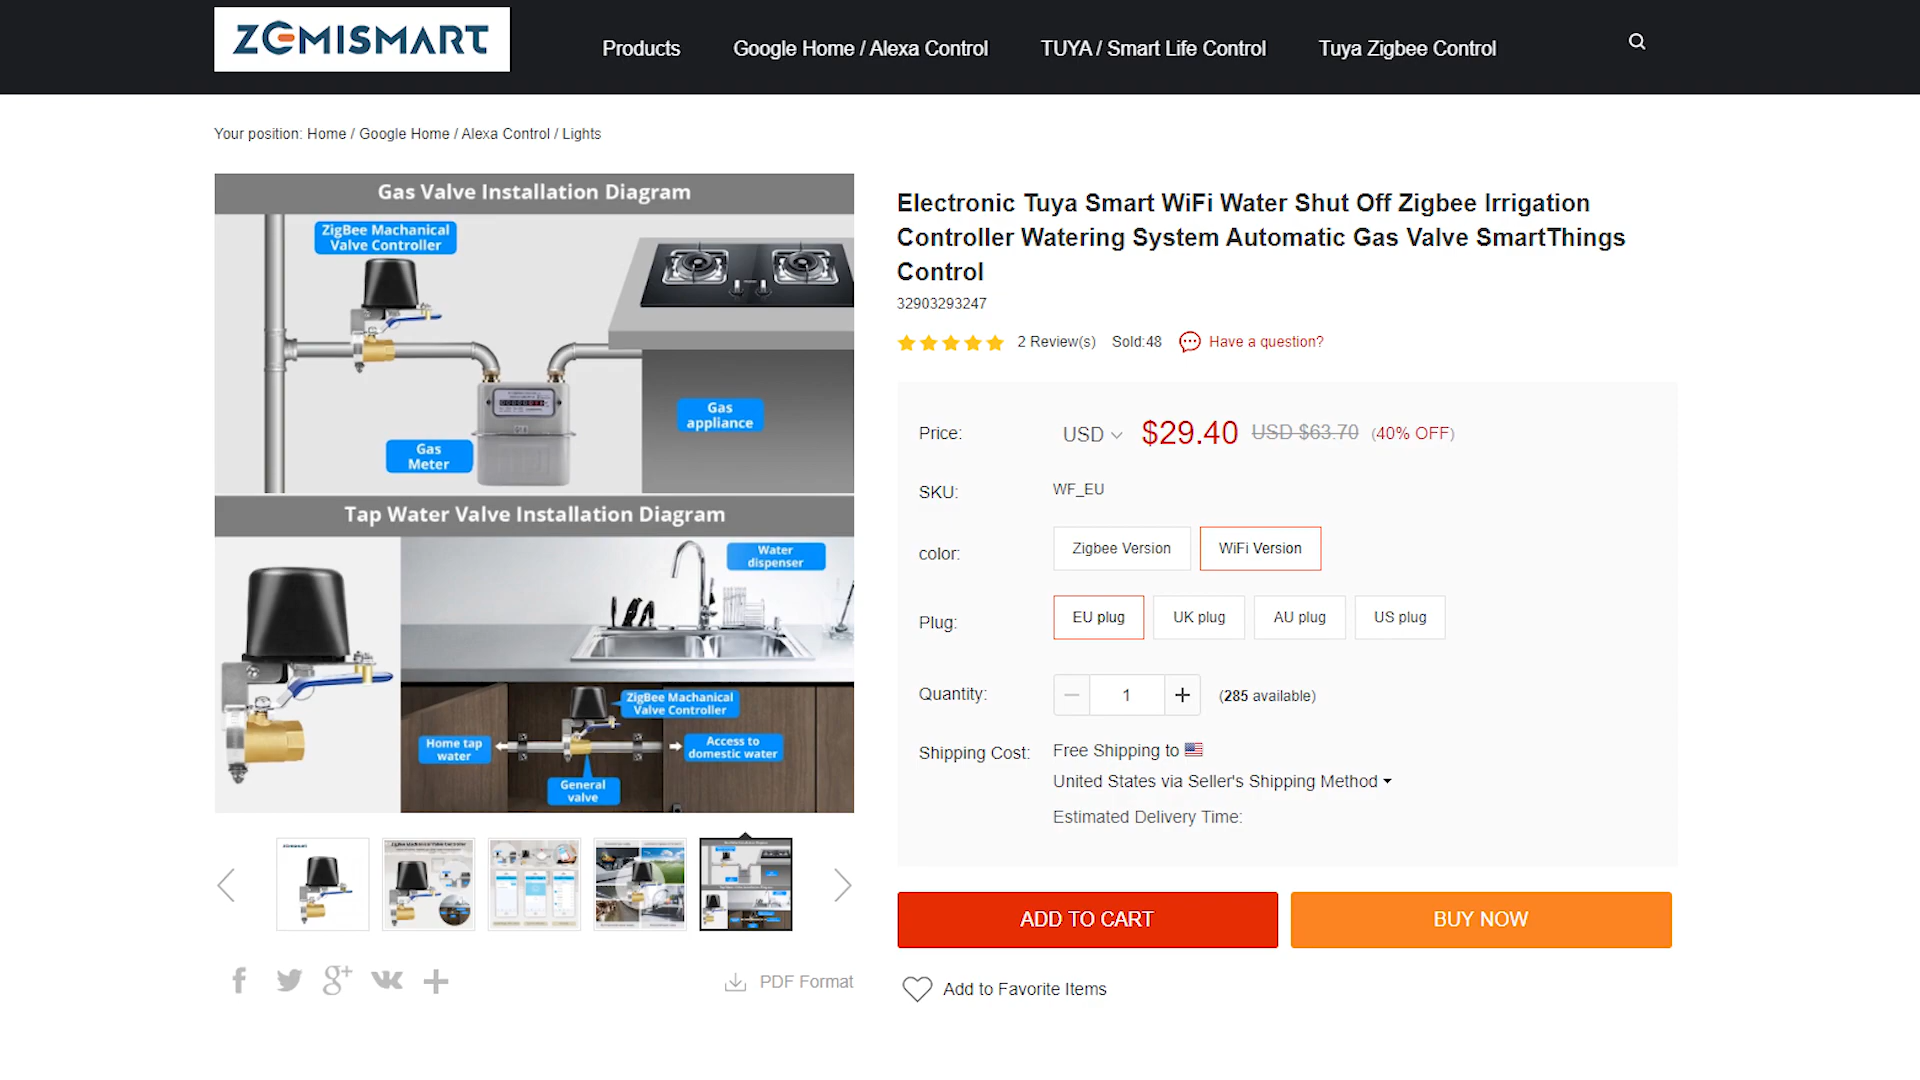 ZEMISMART
Products
Google Home / Alexa Control
TUYA / Smart Life Control
Tuya Zigbee Control
Your position: Home / Google Home / Alexa Control / Lights
Gas Valve Installation Diagram
ZigBee Machanical
Valve Controller
Gas
appliance
Gas
Meter
Tap Water Valve Installation Diagram
Water
dispenser
ZigBee Machanical
Valve Controller
Home tap
water
Access to
domestic water
General
valve
PDF Format
Electronic Tuya Smart WiFi Water Shut Off Zigbee Irrigation
Controller Watering System Automatic Gas Valve SmartThings
Control
32903293247
2 Review(s) Sold:48 Have a question?
Price: USD $29.40 USD $63.70 (40% OFF)
SKU: WF_EU
color: Zigbee Version WiFi Version
Plug: EU plug UK plug AU plug US plug
Quantity: 1 (285 available)
Shipping Cost: Free Shipping to
United States via Seller's Shipping Method
Estimated Delivery Time:
ADD TO CART
BUY NOW
Add to Favorite Items